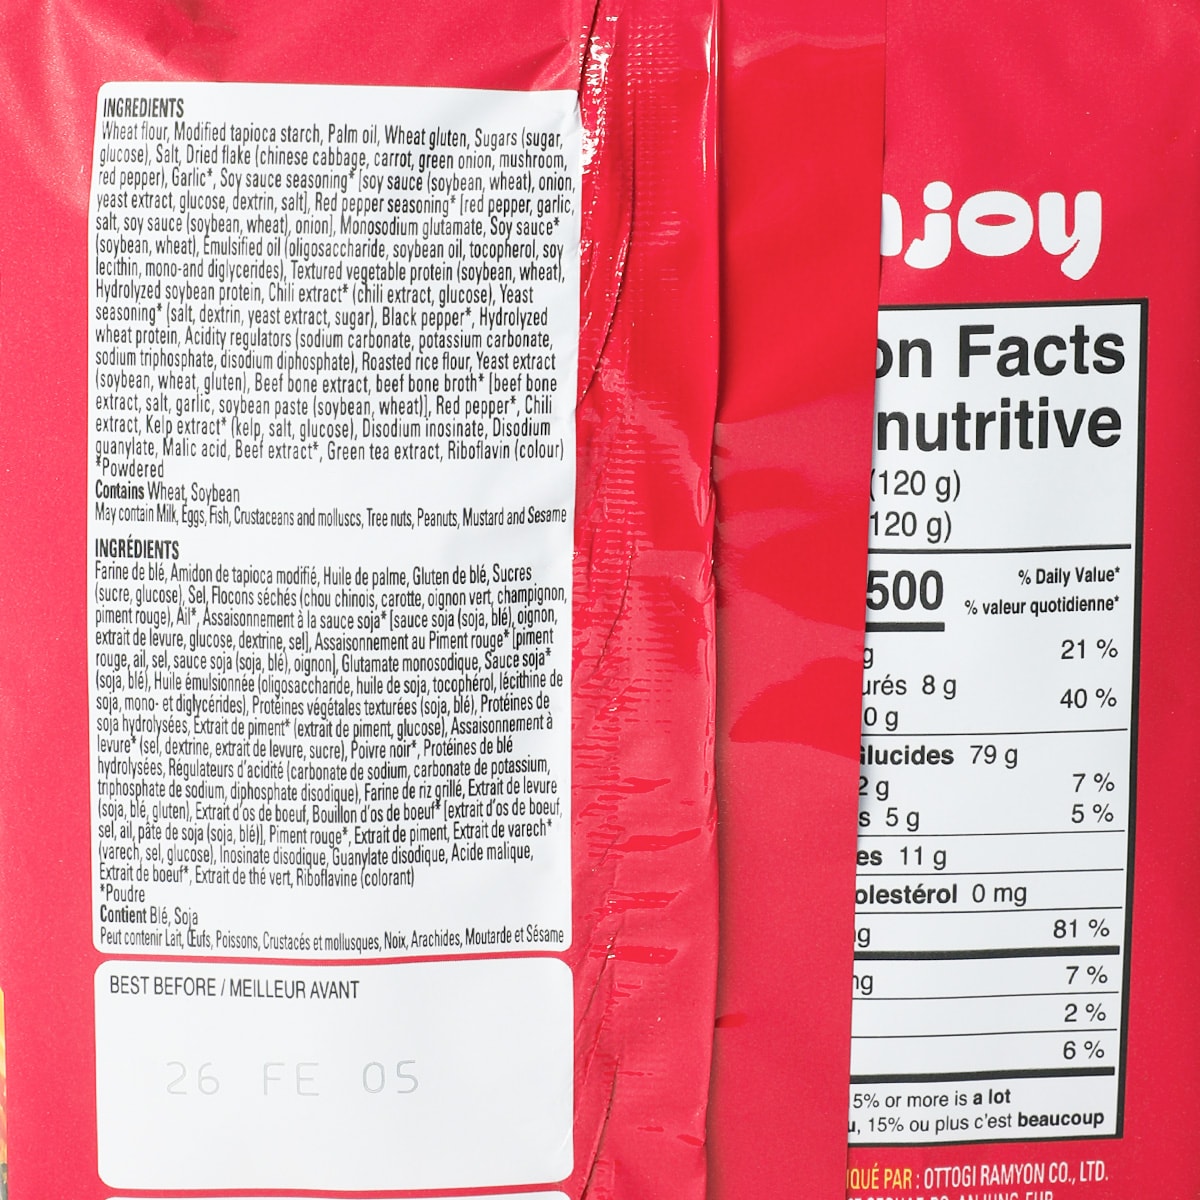 INGREDIENTS
Wheat flour, Modified tapioca starch, Palm oil, Wheat gluten, Sugars (sugar,
glucose), Salt, Dried flake (chinese cabbage, carrot, green onion, mushroom,
red pepper), Garlic*, Soy sauce seasoning* [soy sauce (soybean, wheat), onion,
yeast extract, glucose, dextrin, salt], Red pepper seasoning* [red pepper, garlic,
salt, soy sauce (soybean, wheat), onion], Monosodium glutamate, Soy sauce*
(soybean, wheat), Emulsified oil (oligosaccharide, soybean oil, tocopherol, soy
lecithin, mono-and diglycerides), Textured vegetable protein (soybean, wheat),
Hydrolyzed soybean protein, Chili extract* (chili extract, glucose), Yeast
seasoning* (salt, dextrin, yeast extract, sugar), Black pepper*, Hydrolyzed
wheat protein, Acidity regulators (sodium carbonate, potassium carbonate,
sodium triphosphate, disodium diphosphate), Roasted rice flour, Yeast extract
(soybean, wheat, gluten), Beef bone extract, beef bone broth* [beef bone
extract, salt, garlic, soybean paste (soybean, wheat)], Red pepper*, Chili
extract, Kelp extract* (kelp, salt, glucose), Disodium inosinate, Disodium
guanylate, Malic acid, Beef extract*, Green tea extract, Riboflavin (colour)
*Powdered
Contains Wheat, Soybean
May contain Milk, Eggs, Fish, Crustaceans and molluscs, Tree nuts, Peanuts, Mustard and Sesame
INGRÉDIENTS
Farine de blé, Amidon de tapioca modifié, Huile de palme, Gluten de blé, Sucres
(sucre, glucose), Sel, Flocons séchés (chou chinois, carotte, oignon vert, champignon,
piment rouge), Ail*, Assaisonnement à la sauce soja* [sauce soja (soja, blé), oignon,
extrait de levure, glucose, dextrine, sel], Assaisonnement au Piment rouge* [piment
rouge, ail, sel, sauce soja (soja, blé), oignon], Glutamate monosodique, Sauce soja*
(soja, blé), Huile émulsionnée (oligosaccharide, huile de soja, tocophérol, lécithine de
soja, mono- et diglycérides), Protéines végétales texturées (soja, blé), Protéines de
soja hydrolysées, Extrait de piment* (extrait de piment, glucose), Assaisonnement à
levure* (sel, dextrine, extrait de levure, sucre), Poivre noir*, Protéines de blé
hydrolysées, Régulateurs d'acidité (carbonate de sodium, carbonate de potassium,
triphosphate de sodium, diphosphate disodique), Farine de riz grillé, Extrait de levure
(soja, blé, gluten), Extrait d'os de boeuf, Bouillon d'os de boeuf* [extrait d'os de boeuf,
sel, ail, pâte de soja (soja, blé)], Piment rouge*, Extrait de piment, Extrait de varech*
(varech, sel, glucose), Inosinate disodique, Guanylate disodique, Acide malique,
Extrait de boeuf*, Extrait de thé vert, Riboflavine (colorant)
*Poudre
Contient Blé, Soja
Peut contenir Lait, Œufs, Poissons, Crustacés et mollusques, Noix, Arachides, Moutarde et Sésame
BEST BEFORE / MEILLEUR AVANT
26 FE 05
njoy
on Facts
nutritive
(120 g)
120 g)
500
% Daily Value*
% valeur quotidienne*
g 21 %
urés 8 g
0 g 40 %
Glucides 79 g
2 g 7 %
s 5 g 5 %
es 11 g
olestérol 0 mg
g 81 %
mg 7 %
2 %
6 %
5% or more is a lot
u, 15% ou plus c'est beaucoup
IQUÉ PAR : OTTOGI RAMYON CO., LTD.